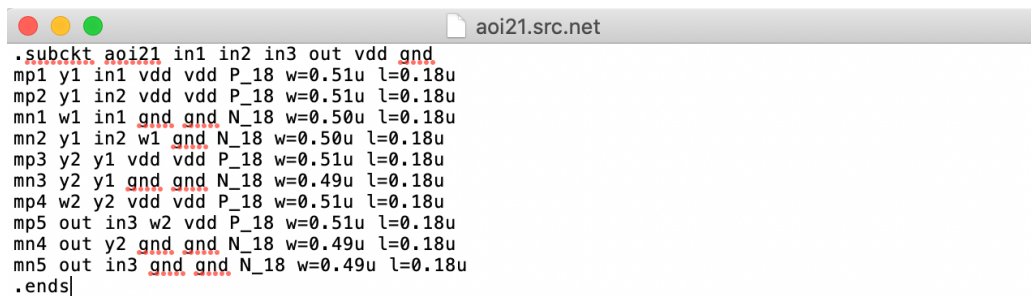 aoi21.src.net
.subckt aoi21 in1 in2 in3 out vdd gnd
mp1 y1 in1 vdd vdd P_18 w=0.51u l=0.18u
mp2 y1 in2 vdd vdd P_18 w=0.51u l=0.18u
mn1 w1 in1 gnd gnd N_18 w=0.50u l=0.18u
mn2 y1 in2 w1 gnd N_18 w=0.50u l=0.18u
mp3 y2 y1 vdd vdd P_18 w=0.51u l=0.18u
mn3 y2 y1 gnd gnd N_18 w=0.49u l=0.18u
mp4 w2 y2 vdd vdd P_18 w=0.51u l=0.18u
mp5 out in3 w2 vdd P_18 w=0.51u l=0.18u
mn4 out y2 gnd gnd N_18 w=0.49u l=0.18u
mn5 out in3 gnd gnd N_18 w=0.49u l=0.18u
.ends